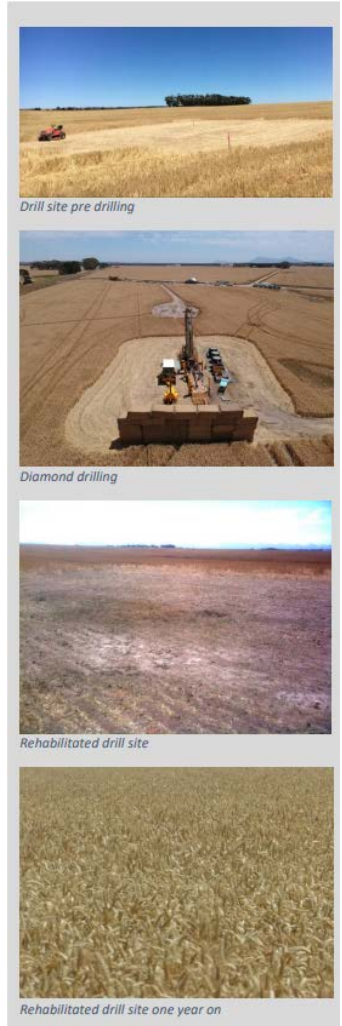 Drill site pre drilling
Diamond drilling
Rehabilitated drill site
Rehabilitated drill site one year on